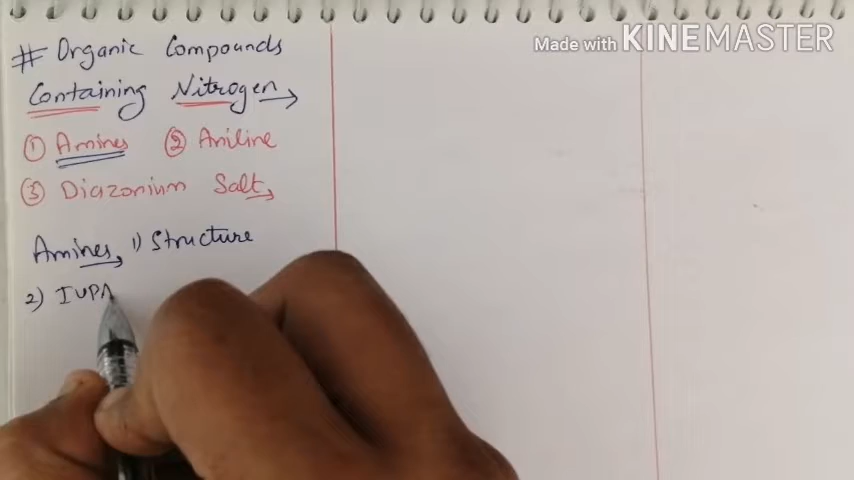 # Organic Compounds
Containing Nitrogen →
① Amines ② Aniline
③ Diazonium Salt
Amines, 1) Structure
2) IUPA
Made with KINEMASTER